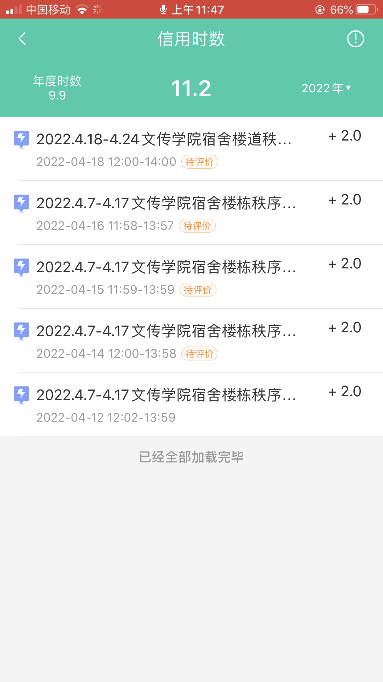 中国移动 上午11:47 66%
信用时数
年度时数 11.2 2022年
9.9
2022.4.18-4.24文传学院宿舍楼道秩... + 2.0
2022-04-18 12:00-14:00 待评价
2022.4.7-4.17文传学院宿舍楼栋秩序... + 2.0
2022-04-16 11:58-13:57 待评价
2022.4.7-4.17文传学院宿舍楼栋秩序... + 2.0
2022-04-15 11:59-13:59 待评价
2022.4.7-4.17文传学院宿舍楼栋秩序... + 2.0
2022-04-14 12:00-13:58 待评价
2022.4.7-4.17文传学院宿舍楼栋秩序... + 2.0
2022-04-12 12:02-13:59
已经全部加载完毕